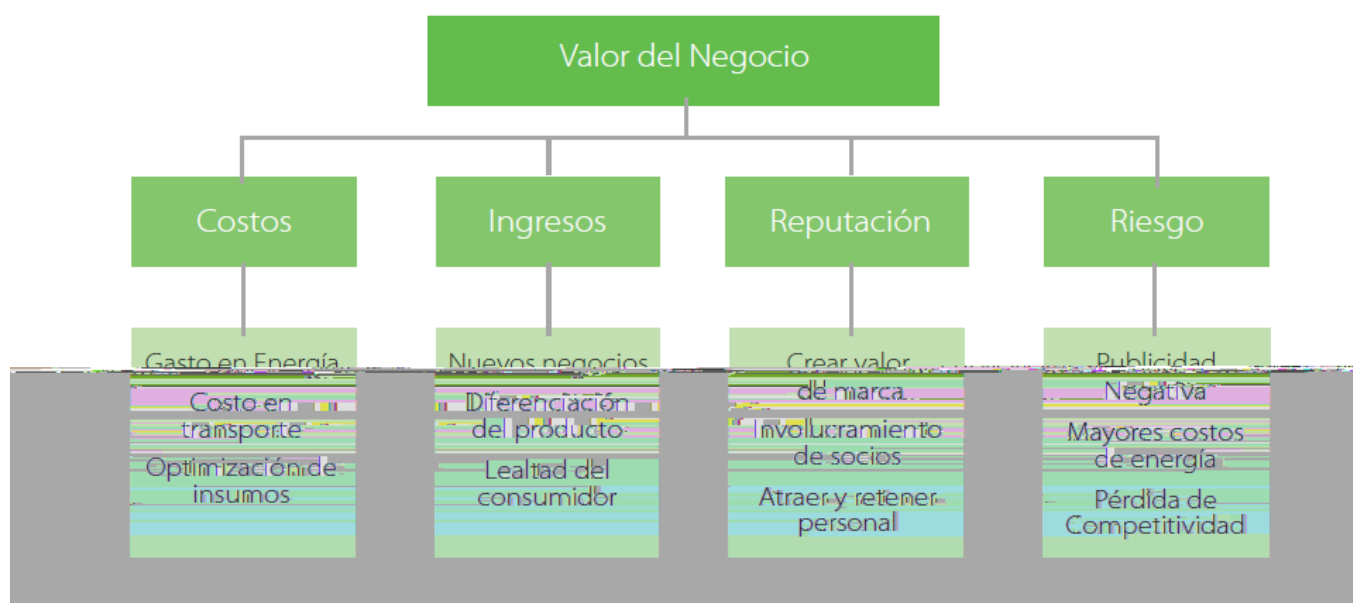 Valor del Negocio
Costos
Ingresos
Reputación
Riesgo
Gasto en Energía
Costo en
transporte
Optimización de
insumos
Nuevos negocios
Diferenciación
del producto
Lealtad del
consumidor
Crear valor
de marca
Involucramiento
de socios
Atraer y retener
personal
Publicidad
Negativa
Mayores costos
de energía
Pérdida de
Competitividad